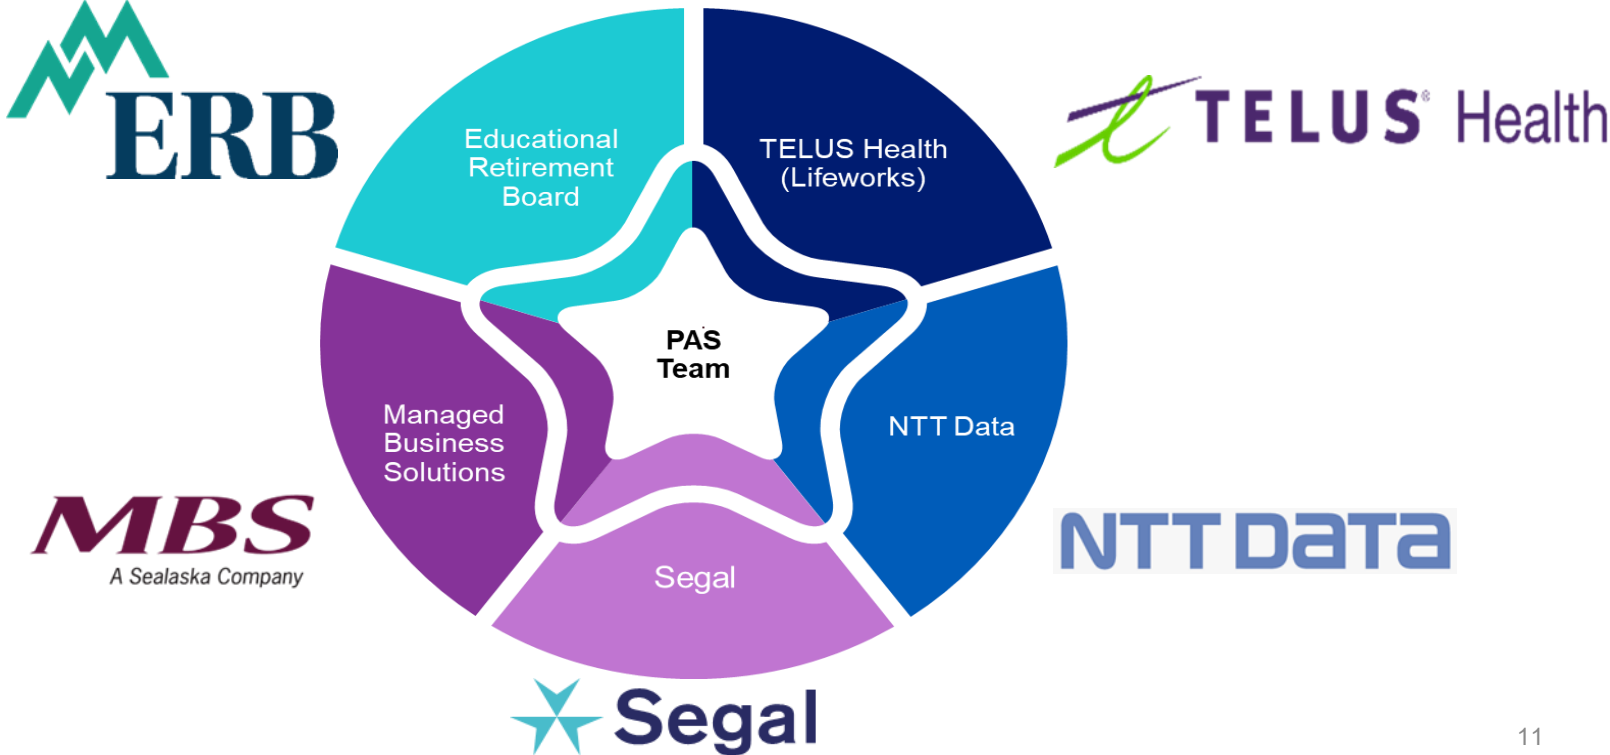 ERB
Educational
Retirement
Board
TELUS Health
(Lifeworks)
TELUS® Health
PAS
Team
Managed
Business
Solutions
NTT Data
MBS
A Sealaska Company
NTT DATA
Segal
Segal
11